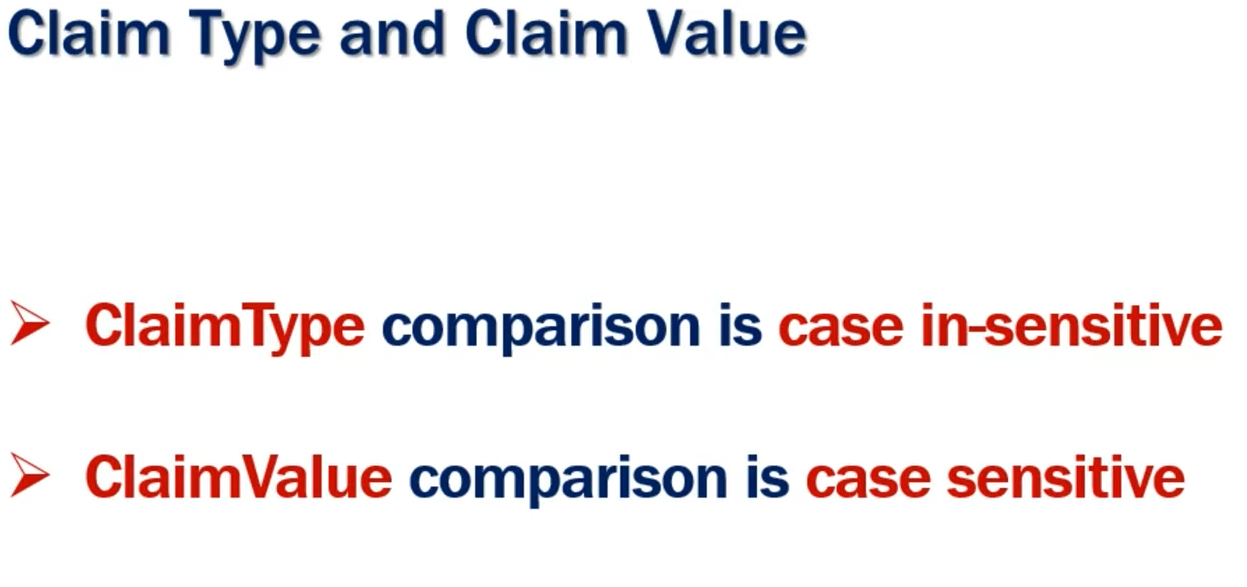 Claim Type and Claim Value
ClaimType comparison is case in-sensitive
ClaimValue comparison is case sensitive